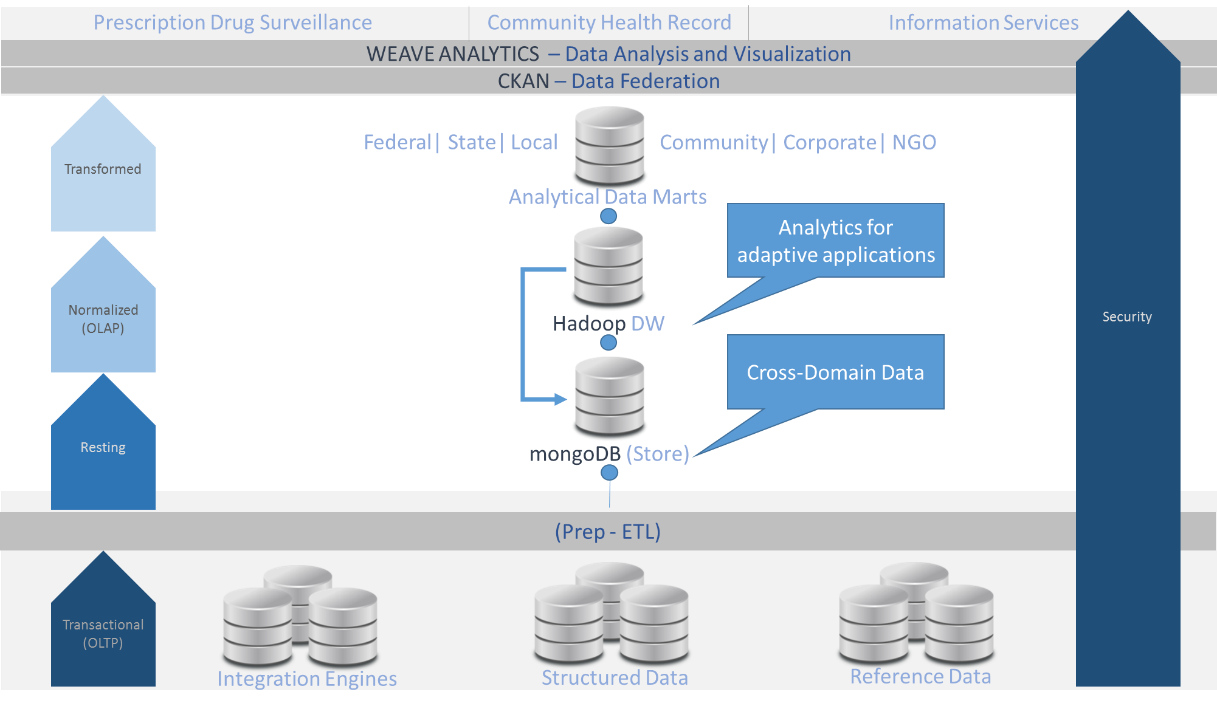 Prescription Drug Surveillance
Community Health Record
Information Services
WEAVE ANALYTICS – Data Analysis and Visualization
CKAN – Data Federation
Federal| State| Local
Community| Corporate| NGO
Transformed
Analytical Data Marts
Analytics for
adaptive applications
Normalized
(OLAP)
Hadoop DW
Security
Cross-Domain Data
Resting
mongoDB (Store)
(Prep - ETL)
Transactional
(OLTP)
Integration Engines
Structured Data
Reference Data